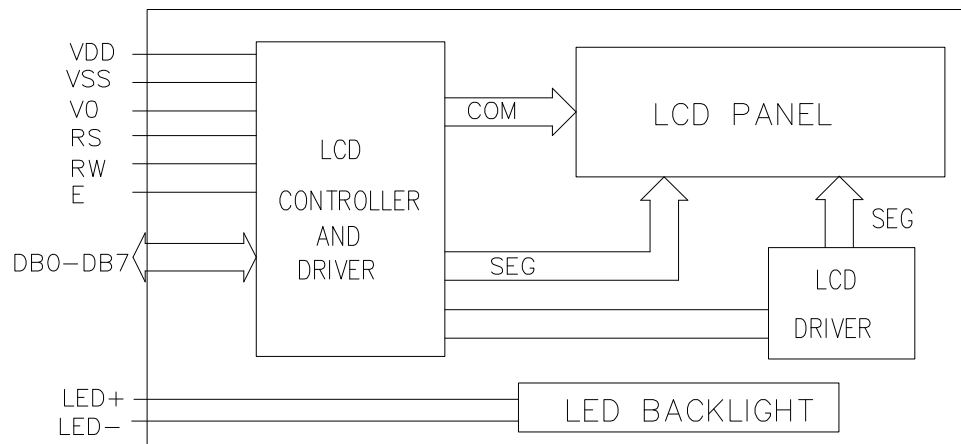 VDD
VSS
V0
RS
RW
E
DB0-DB7
LED+
LED-
LCD
CONTROLLER
AND
DRIVER
COM
SEG
LCD PANEL
SEG
LCD
DRIVER
LED BACKLIGHT